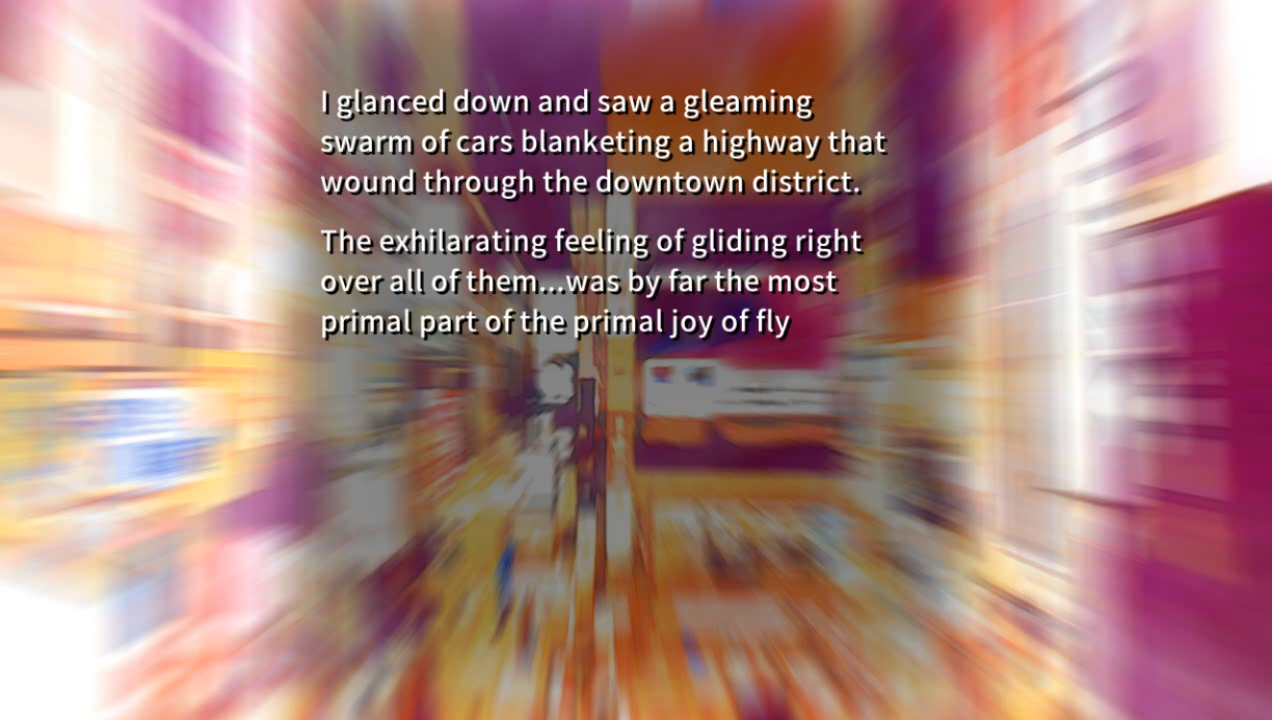 I glanced down and saw a gleaming
swarm of cars blanketing a highway that
wound through the downtown district.
The exhilarating feeling of gliding right
over all of them...was by far the most
primal part of the primal joy of fly